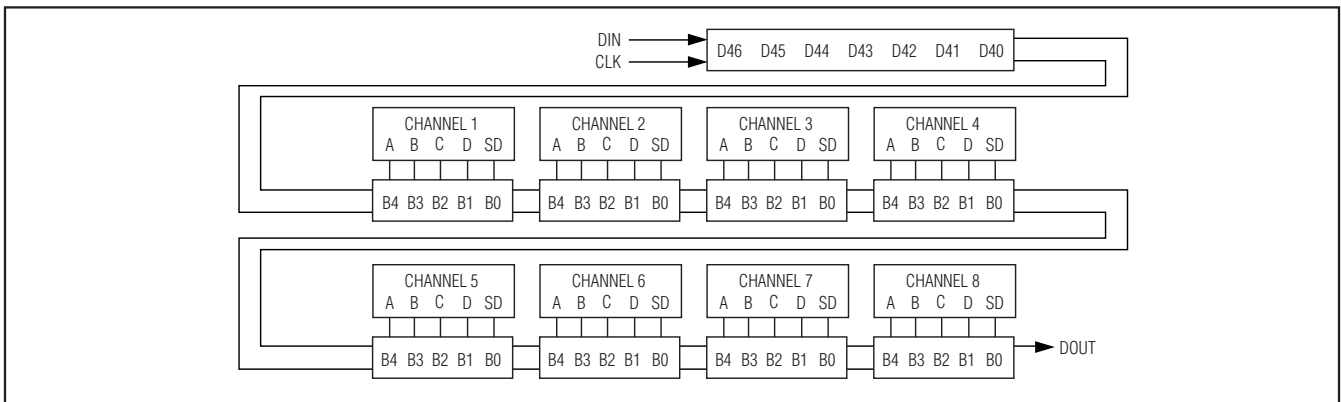 DIN
CLK
D46 D45 D44 D43 D42 D41 D40
CHANNEL 1 CHANNEL 2 CHANNEL 3 CHANNEL 4
A B C D SD A B C D SD A B C D SD A B C D SD
B4 B3 B2 B1 B0 B4 B3 B2 B1 B0 B4 B3 B2 B1 B0 B4 B3 B2 B1 B0
CHANNEL 5 CHANNEL 6 CHANNEL 7 CHANNEL 8
A B C D SD A B C D SD A B C D SD A B C D SD
B4 B3 B2 B1 B0 B4 B3 B2 B1 B0 B4 B3 B2 B1 B0 B4 B3 B2 B1 B0 DOUT